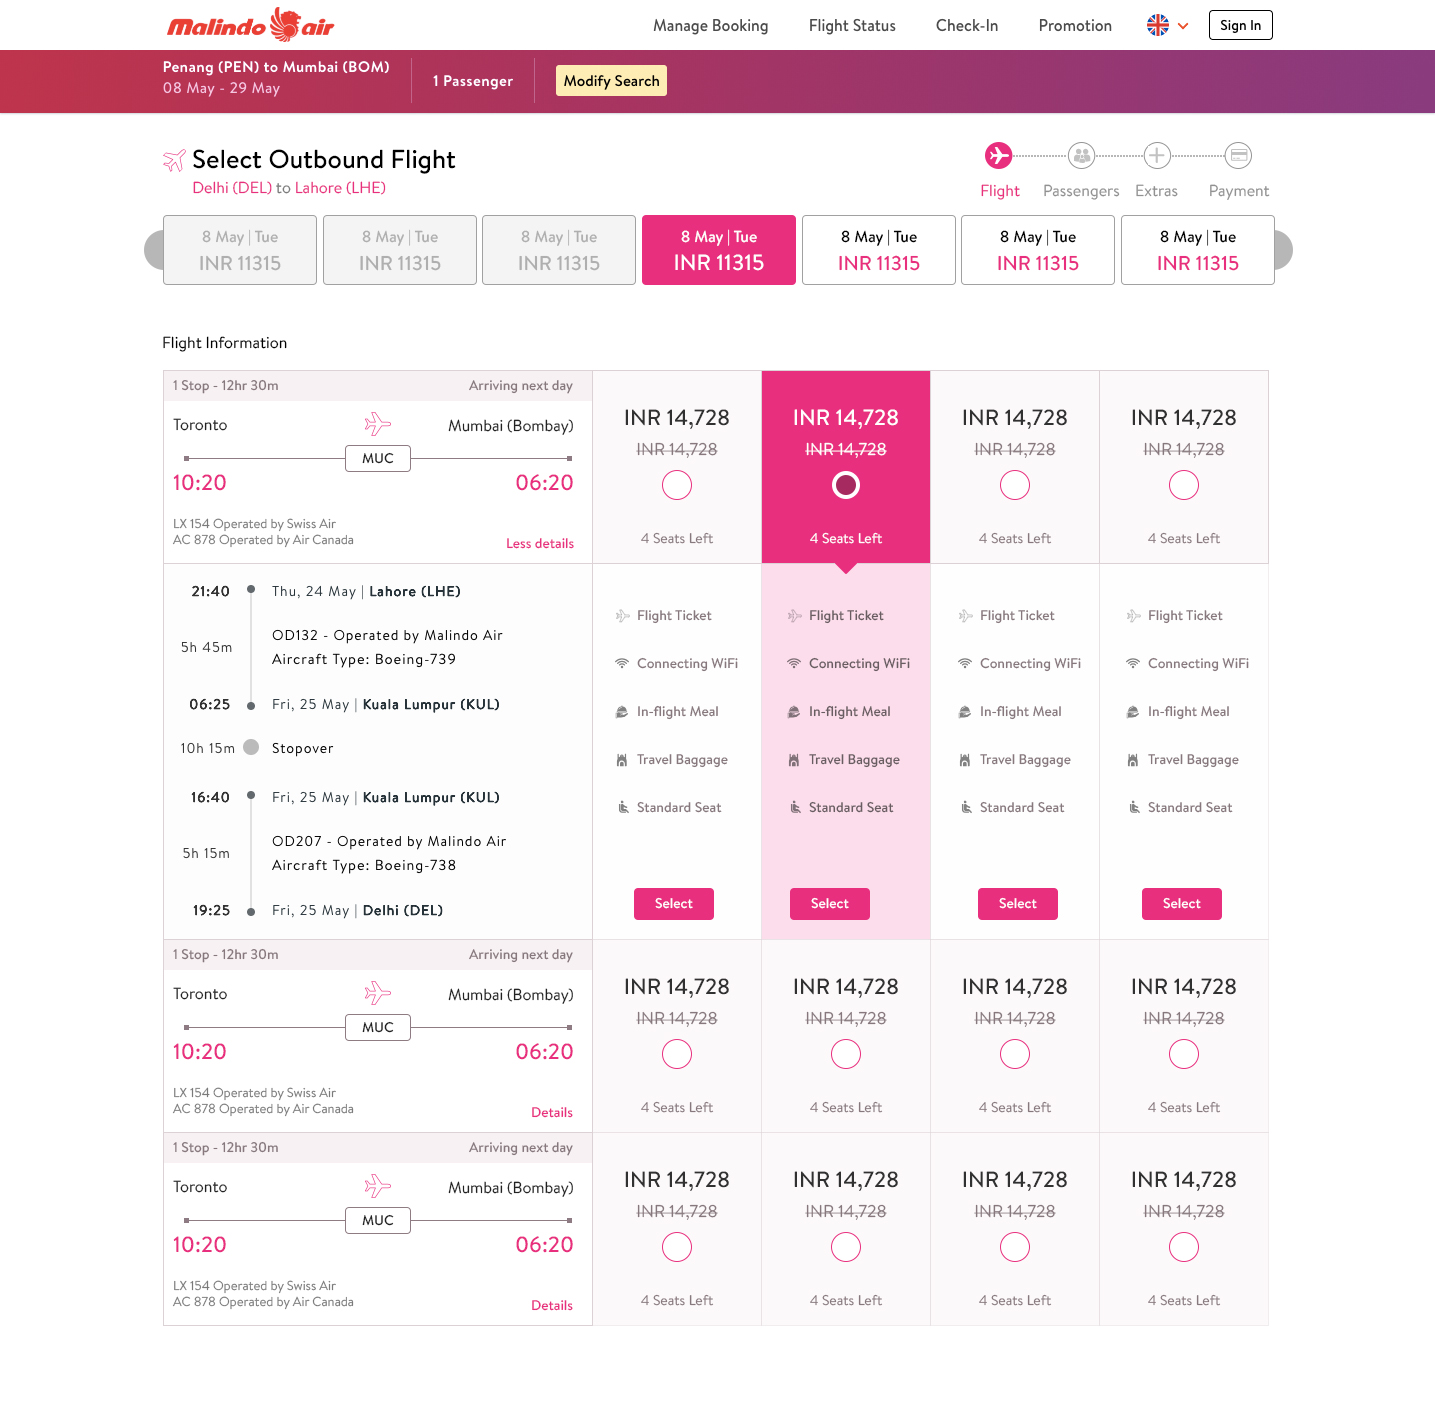 Malindo air
Manage Booking Flight Status Check-In Promotion Sign In
Penang (PEN) to Mumbai (BOM)
08 May - 29 May
1 Passenger
Modify Search
Select Outbound Flight
Delhi (DEL) to Lahore (LHE)
Flight Passengers Extras Payment
8 May | Tue 8 May | Tue 8 May | Tue 8 May | Tue 8 May | Tue 8 May | Tue 8 May | Tue
INR 11315 INR 11315 INR 11315 INR 11315 INR 11315 INR 11315 INR 11315
Flight Information
1 Stop - 12hr 30m Arriving next day
Toronto Mumbai (Bombay)
MUC
10:20 06:20
LX 154 Operated by Swiss Air
AC 878 Operated by Air Canada
Less details
INR 14,728 INR 14,728 INR 14,728 INR 14,728
INR 14,728 INR 14,728 INR 14,728 INR 14,728
4 Seats Left 4 Seats Left 4 Seats Left 4 Seats Left
21:40 Thu, 24 May | Lahore (LHE)
5h 45m
OD132 - Operated by Malindo Air
Aircraft Type: Boeing-739
06:25 Fri, 25 May | Kuala Lumpur (KUL)
10h 15m Stopover
16:40 Fri, 25 May | Kuala Lumpur (KUL)
5h 15m
OD207 - Operated by Malindo Air
Aircraft Type: Boeing-738
19:25 Fri, 25 May | Delhi (DEL)
Flight Ticket Flight Ticket Flight Ticket Flight Ticket
Connecting WiFi Connecting WiFi Connecting WiFi Connecting WiFi
In-flight Meal In-flight Meal In-flight Meal In-flight Meal
Travel Baggage Travel Baggage Travel Baggage Travel Baggage
Standard Seat Standard Seat Standard Seat Standard Seat
Select Select Select Select
1 Stop - 12hr 30m Arriving next day
Toronto Mumbai (Bombay)
MUC
10:20 06:20
LX 154 Operated by Swiss Air
AC 878 Operated by Air Canada
Details
INR 14,728 INR 14,728 INR 14,728 INR 14,728
INR 14,728 INR 14,728 INR 14,728 INR 14,728
4 Seats Left 4 Seats Left 4 Seats Left 4 Seats Left
1 Stop - 12hr 30m Arriving next day
Toronto Mumbai (Bombay)
MUC
10:20 06:20
LX 154 Operated by Swiss Air
AC 878 Operated by Air Canada
Details
INR 14,728 INR 14,728 INR 14,728 INR 14,728
INR 14,728 INR 14,728 INR 14,728 INR 14,728
4 Seats Left 4 Seats Left 4 Seats Left 4 Seats Left